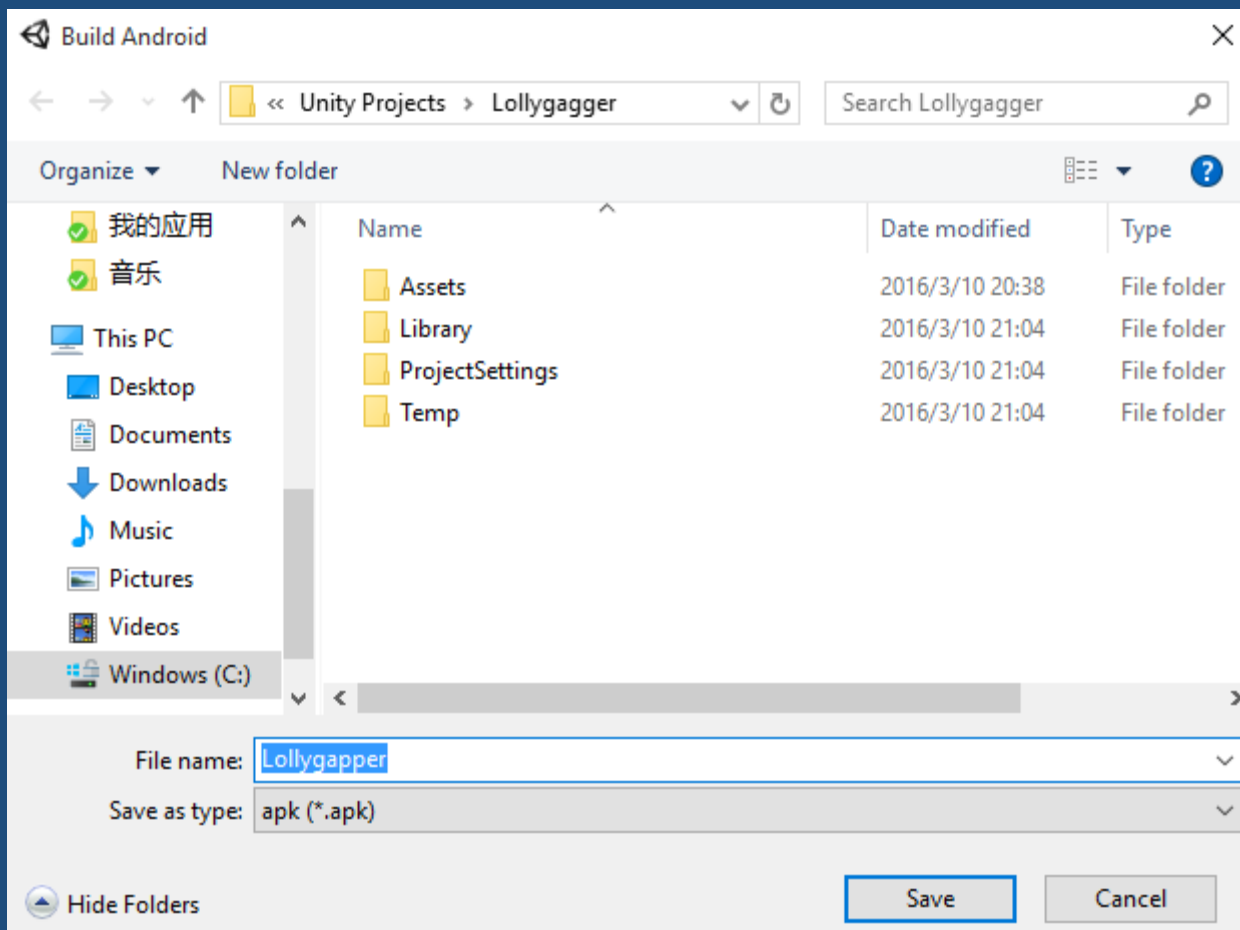 Build Android
« Unity Projects > Lollygagger
Search Lollygagger
Organize
New folder
?
我的应用
音乐
This PC
Desktop
Documents
Downloads
Music
Pictures
Videos
Windows (C:)
Name Date modified Type
Assets 2016/3/10 20:38 File folder
Library 2016/3/10 21:04 File folder
ProjectSettings 2016/3/10 21:04 File folder
Temp 2016/3/10 21:04 File folder
File name: Lollygapper
Save as type: apk (*.apk)
Hide Folders
Save
Cancel